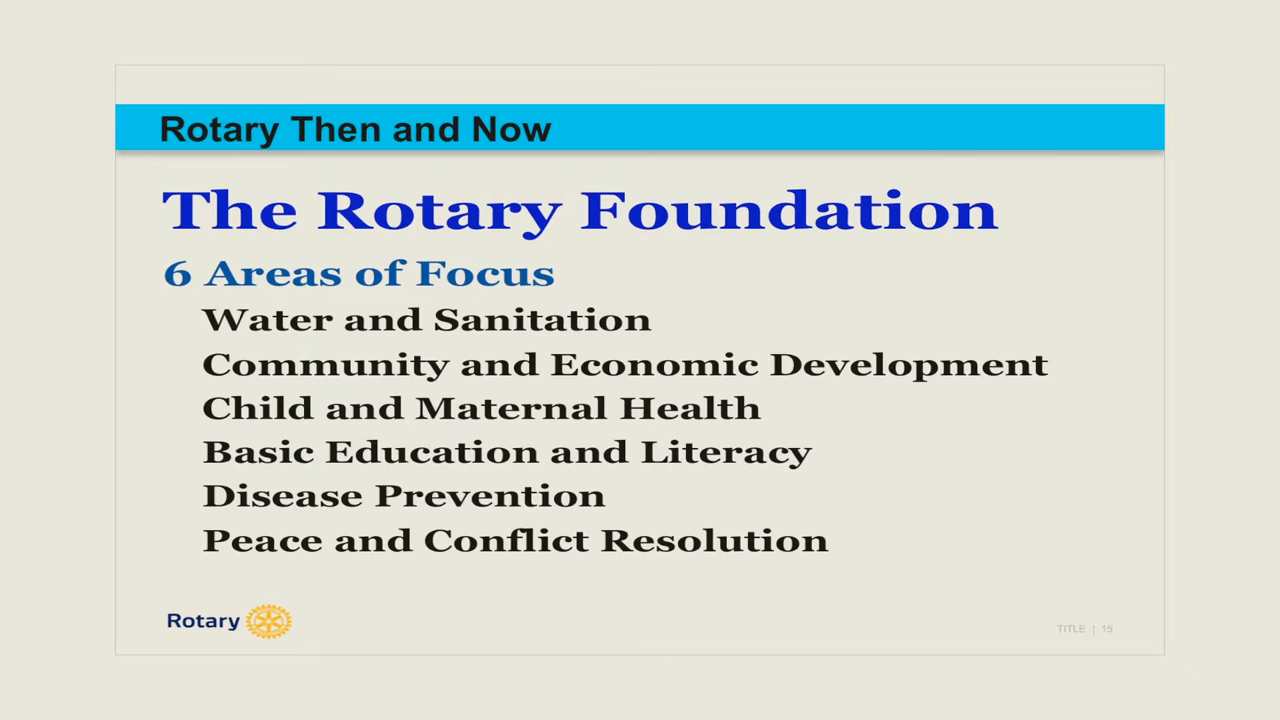 Rotary Then and Now
The Rotary Foundation
6 Areas of Focus
Water and Sanitation
Community and Economic Development
Child and Maternal Health
Basic Education and Literacy
Disease Prevention
Peace and Conflict Resolution
Rotary
TITLE | 15